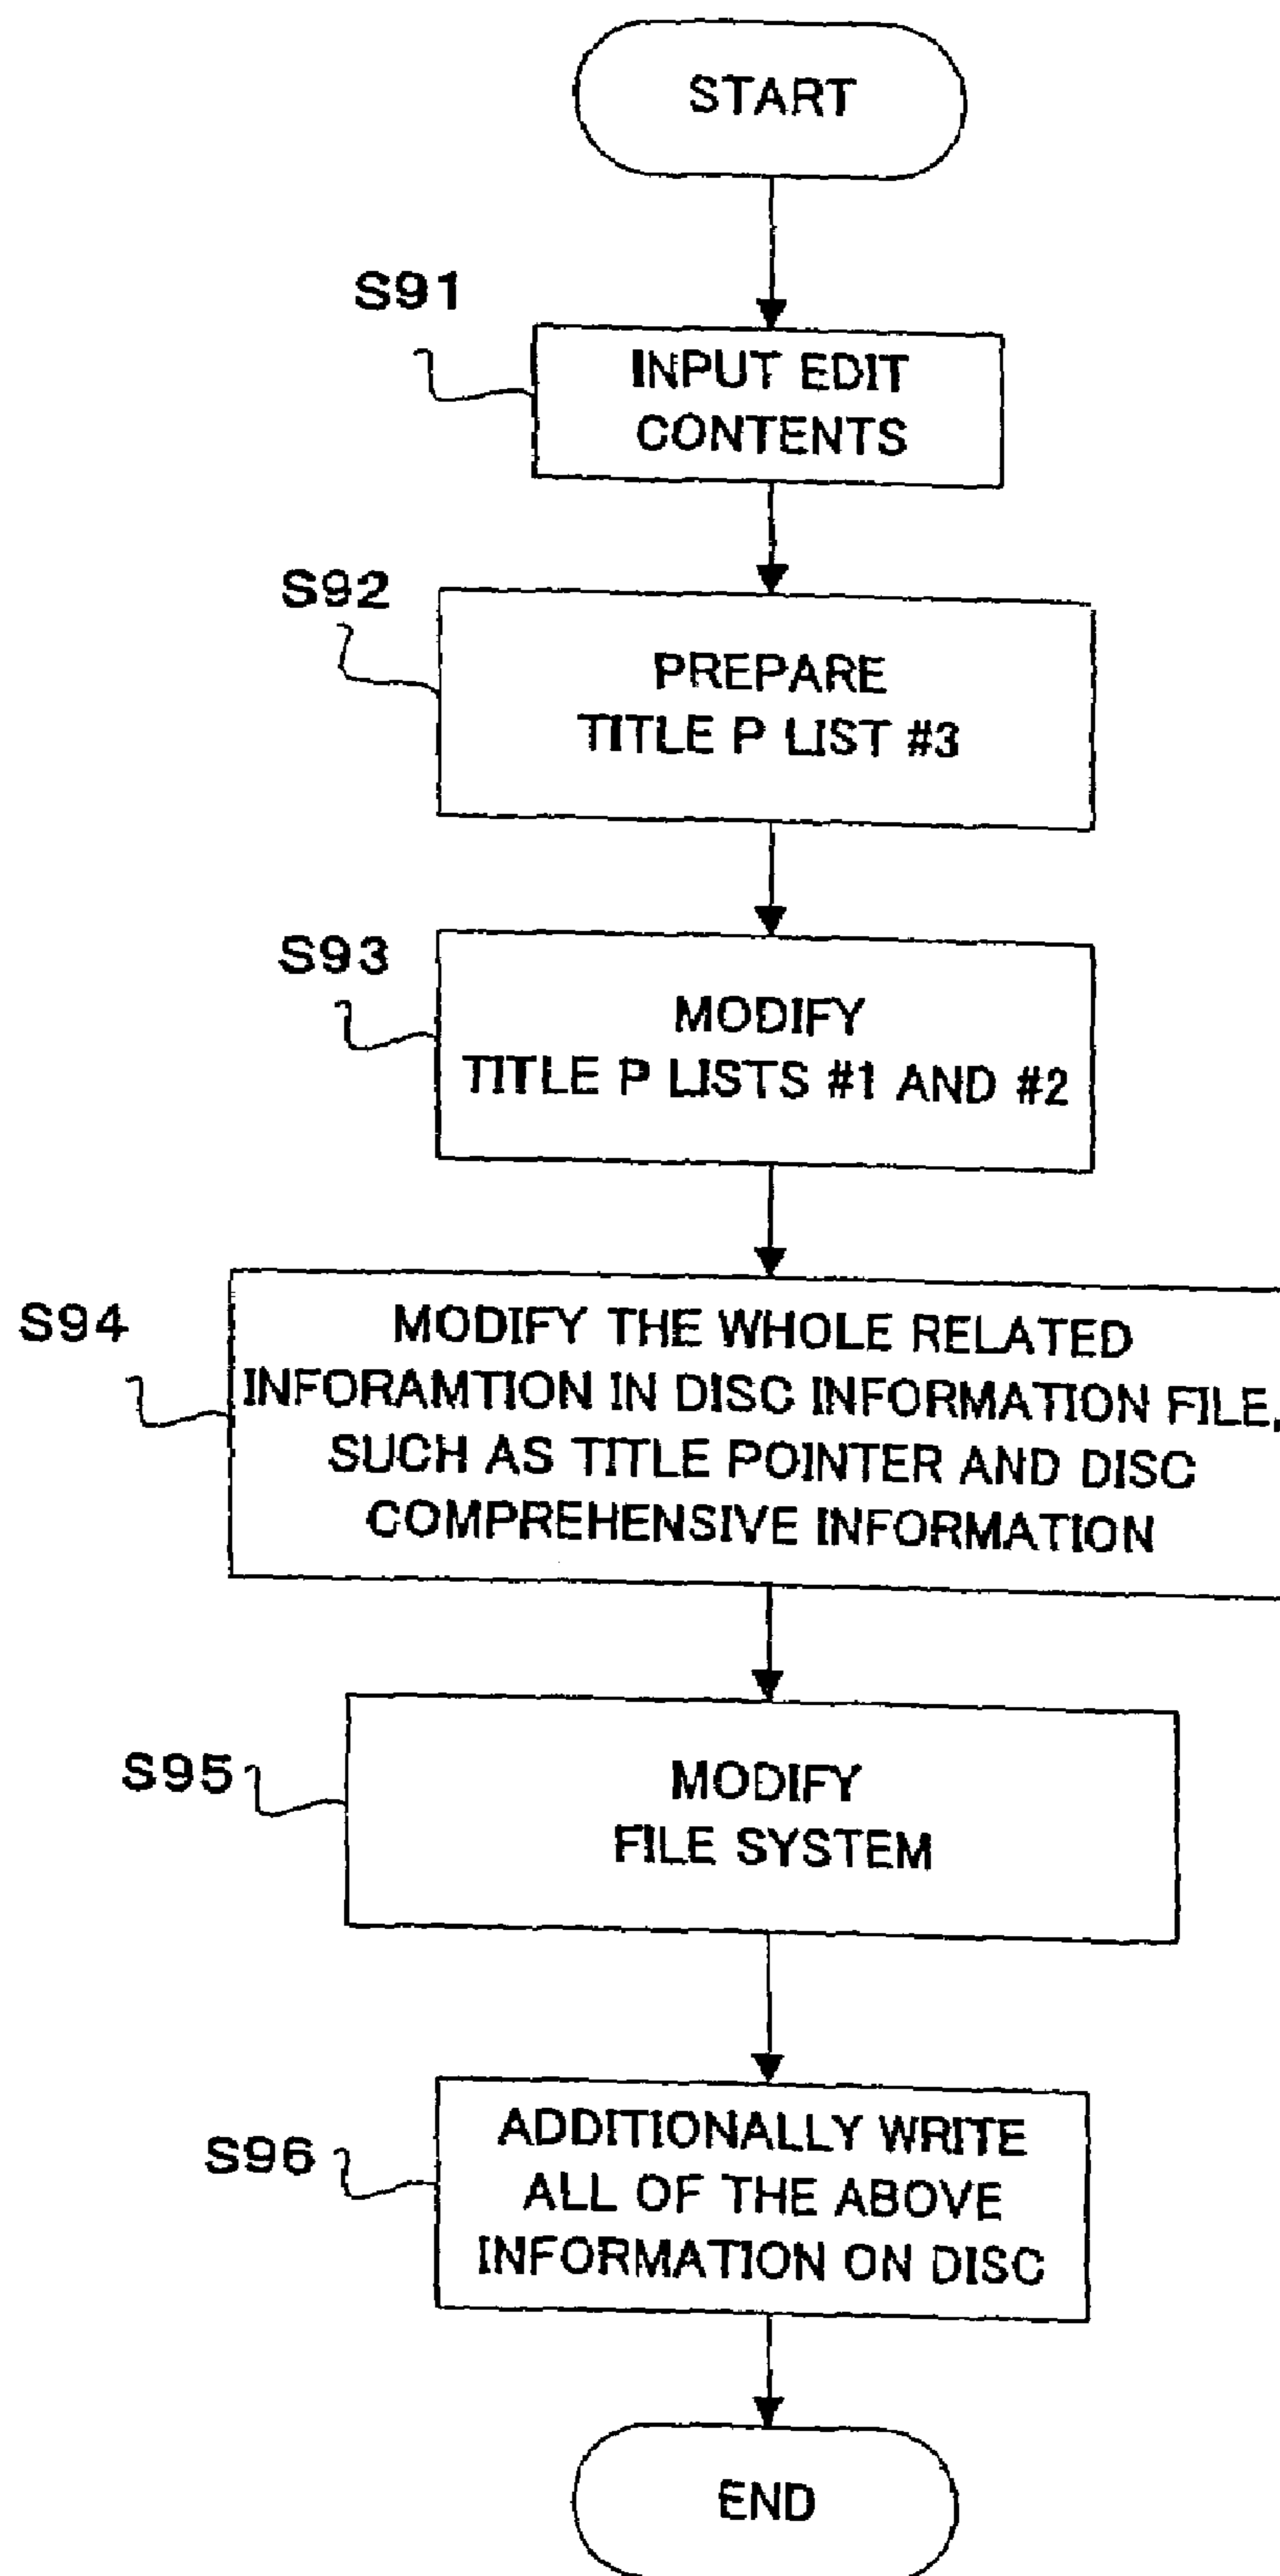 START
S91
INPUT EDIT
CONTENTS
S92
PREPARE
TITLE P LIST #3
S93
MODIFY
TITLE P LISTS #1 AND #2
S94
MODIFY THE WHOLE RELATED
INFORAMTION IN DISC INFORMATION FILE,
SUCH AS TITLE POINTER AND DISC
COMPREHENSIVE INFORMATION
S95
MODIFY
FILE SYSTEM
S96
ADDITIONALLY WRITE
ALL OF THE ABOVE
INFORMATION ON DISC
END